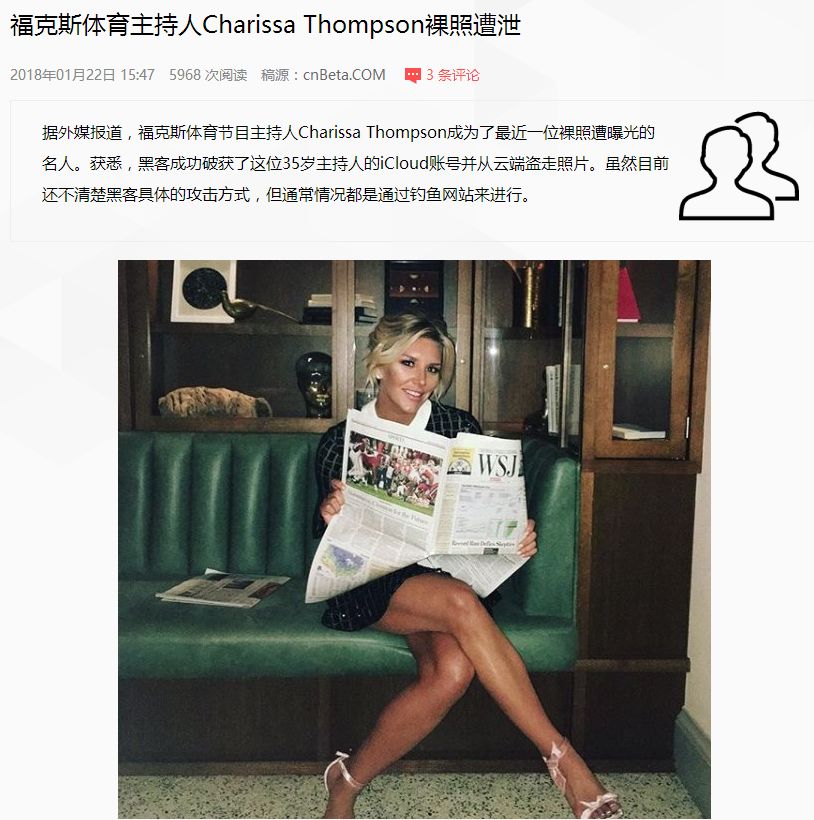 福克斯体育主持人Charissa Thompson裸照遭泄
2018年01月22日 15:47 5968 次阅读 稿源：cnBeta.COM 3 条评论
据外媒报道，福克斯体育节目主持人Charissa Thompson成为了最近一位裸照遭曝光的
名人。获悉，黑客成功破获了这位35岁主持人的iCloud账号并从云端盗走照片。虽然目前
还不清楚黑客具体的攻击方式，但通常情况都是通过钓鱼网站来进行。
SPORTS
WSJ
for the Future
Record Run Defies Skeptics